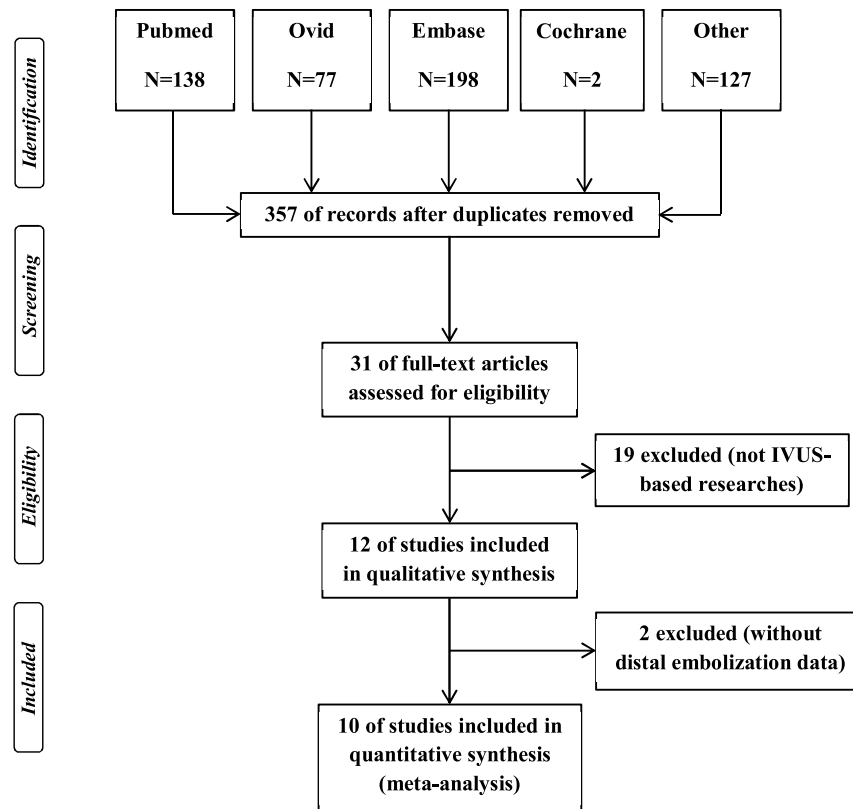 Pubmed
N=138
Ovid
N=77
Embase
N=198
Cochrane
N=2
Other
N=127
Identification
357 of records after duplicates removed
Screening
31 of full-text articles
assessed for eligibility
Eligibility
19 excluded (not IVUS-
based researches)
12 of studies included
in qualitative synthesis
Included
2 excluded (without
distal embolization data)
10 of studies included in
quantitative synthesis
(meta-analysis)